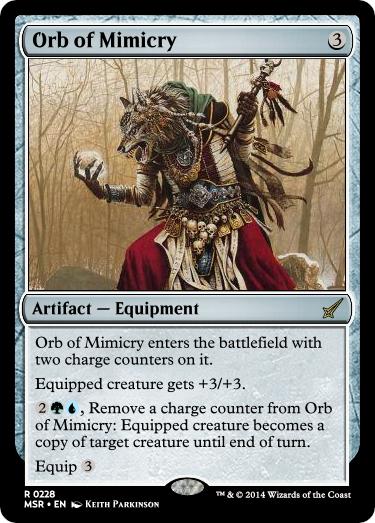 Orb of Mimicry 3
Artifact — Equipment
Orb of Mimicry enters the battlefield with
two charge counters on it.
Equipped creature gets +3/+3.
2, Remove a charge counter from Orb
of Mimicry: Equipped creature becomes a
copy of target creature until end of turn.
Equip 3
R 0228
MSR • EN Keith Parkinson
™ & © 2014 Wizards of the Coast